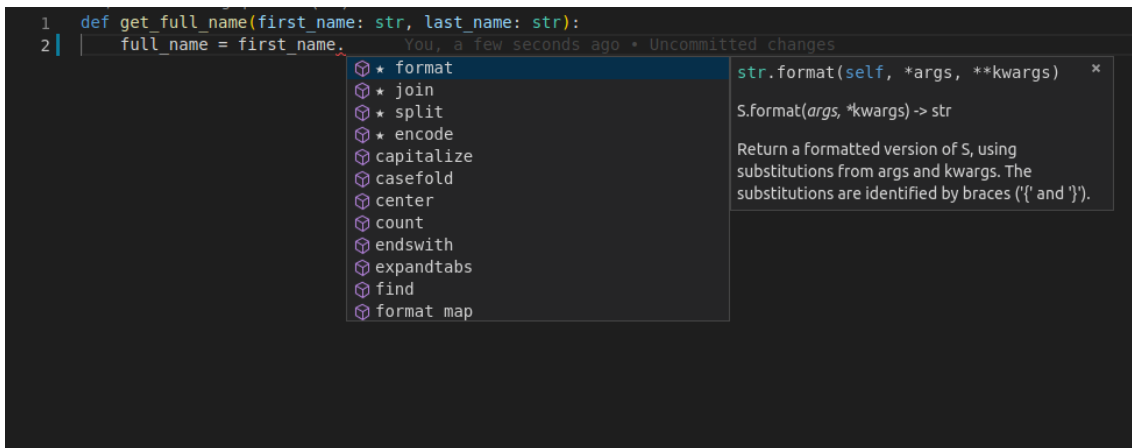 1 def get_full_name(first_name: str, last_name: str):
2 full_name = first_name. You, a few seconds ago • Uncommitted changes
★ format
★ join
★ split
★ encode
capitalize
casefold
center
count
endswith
expandtabs
find
format_map
str.format(self, *args, **kwargs) ×
S.format(args, *kwargs) -> str
Return a formatted version of S, using
substitutions from args and kwargs. The
substitutions are identified by braces ('{' and '}').